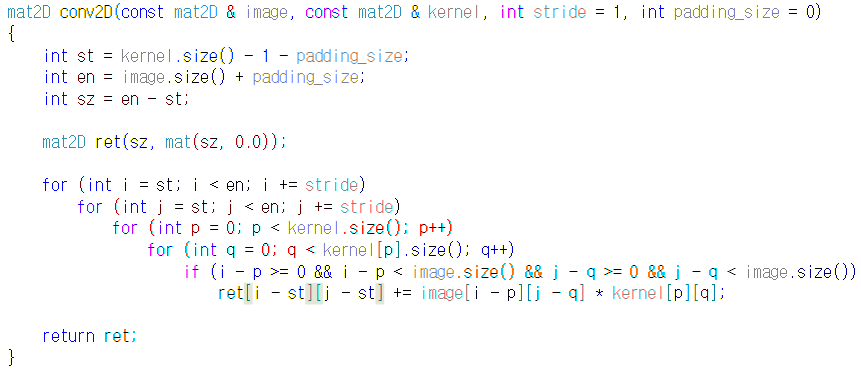 mat2D conv2D(const mat2D & image, const mat2D & kernel, int stride = 1, int padding_size = 0)
{
    int st = kernel.size() - 1 - padding_size;
    int en = image.size() + padding_size;
    int sz = en - st;

    mat2D ret(sz, mat(sz, 0.0));

    for (int i = st; i < en; i += stride)
        for (int j = st; j < en; j += stride)
            for (int p = 0; p < kernel.size(); p++)
                for (int q = 0; q < kernel[p].size(); q++)
                    if (i - p >= 0 && i - p < image.size() && j - q >= 0 && j - q < image.size())
                        ret[i - st][j - st] += image[i - p][j - q] * kernel[p][q];

    return ret;
}